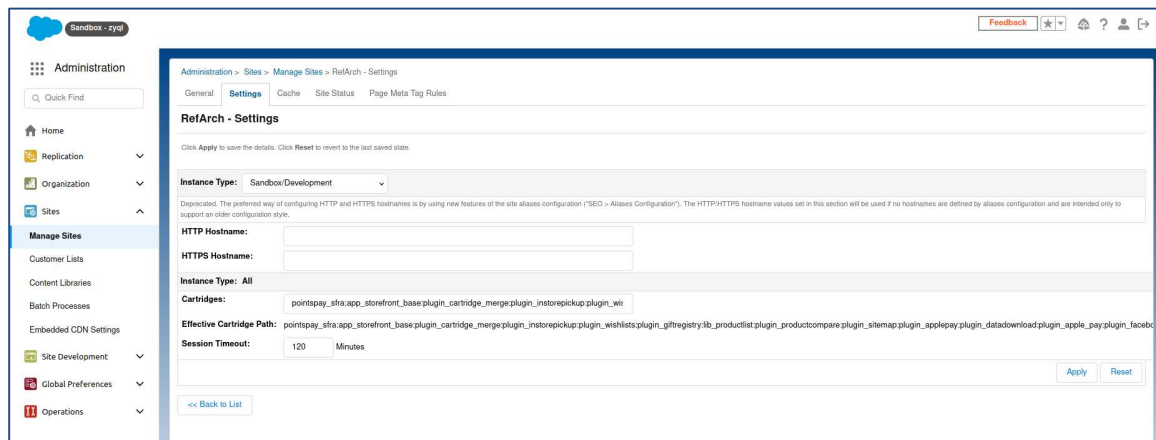 Sandbox - zyql
Feedback
Administration
Quick Find
Home
Replication
Organization
Sites
Manage Sites
Customer Lists
Content Libraries
Batch Processes
Embedded CDN Settings
Site Development
Global Preferences
Operations
Administration > Sites > Manage Sites > RefArch - Settings
General Settings Cache Site Status Page Meta Tag Rules
RefArch - Settings
Click Apply to save the details. Click Reset to revert to the last saved state.
Instance Type: Sandbox/Development
Deprecated. The preferred way of configuring HTTP and HTTPS hostnames is by using new features of the site aliases configuration ("SEO > Aliases Configuration"). The HTTP/HTTPS hostname values set in this section will be used if no hostnames are defined by aliases configuration and are intended only to
support an older configuration style.
HTTP Hostname:
HTTPS Hostname:
Instance Type: All
Cartridges: pointspay_sfra:app_storefront_base:plugin_cartridge_merge:plugin_instorepickup:plugin_wis
Effective Cartridge Path: pointspay_sfra:app_storefront_base:plugin_cartridge_merge:plugin_instorepickup:plugin_wishlists:plugin_giftregistry:lib_productlist:plugin_productcompare:plugin_sitemap:plugin_applepay:plugin_datadownload:plugin_apple_pay:plugin_facebo
Session Timeout: 120 Minutes
Apply Reset
<< Back to List